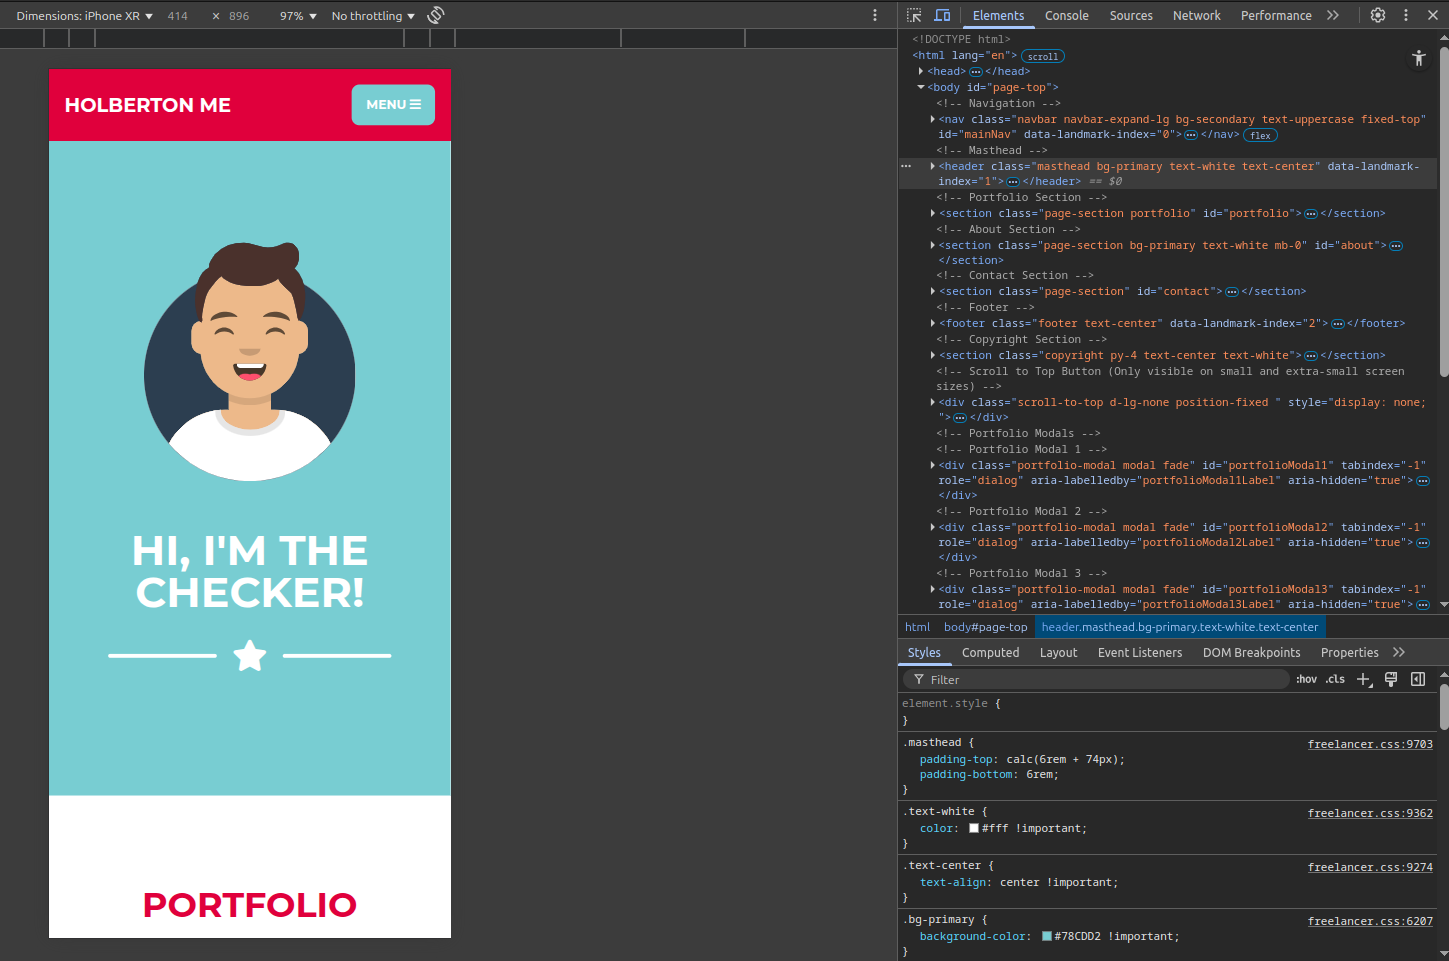 Dimensions: iPhone XR ▼ 414 × 896 97% ▼ No throttling ▼
HOLBERTON ME
MENU
HI, I'M THE
CHECKER!
PORTFOLIO
Elements Console Sources Network Performance
<!DOCTYPE html>
<html lang="en"> scroll
<head> ••• </head>
<body id="page-top">
<!-- Navigation -->
<nav class="navbar navbar-expand-lg bg-secondary text-uppercase fixed-top"
id="mainNav" data-landmark-index="0"> ••• </nav> flex
<!-- Masthead -->
<header class="masthead bg-primary text-white text-center" data-landmark-
index="1"> ••• </header> == $0
<!-- Portfolio Section -->
<section class="page-section portfolio" id="portfolio"> ••• </section>
<!-- About Section -->
<section class="page-section bg-primary text-white mb-0" id="about"> •••
</section>
<!-- Contact Section -->
<section class="page-section" id="contact"> ••• </section>
<!-- Footer -->
<footer class="footer text-center" data-landmark-index="2"> ••• </footer>
<!-- Copyright Section -->
<section class="copyright py-4 text-center text-white"> ••• </section>
<!-- Scroll to Top Button (Only visible on small and extra-small screen
sizes) -->
<div class="scroll-to-top d-lg-none position-fixed " style="display: none;
"> ••• </div>
<!-- Portfolio Modals -->
<!-- Portfolio Modal 1 -->
<div class="portfolio-modal modal fade" id="portfolioModal1" tabindex="-1"
role="dialog" aria-labelledby="portfolioModal1Label" aria-hidden="true"> •••
</div>
<!-- Portfolio Modal 2 -->
<div class="portfolio-modal modal fade" id="portfolioModal2" tabindex="-1"
role="dialog" aria-labelledby="portfolioModal2Label" aria-hidden="true"> •••
</div>
<!-- Portfolio Modal 3 -->
<div class="portfolio-modal modal fade" id="portfolioModal3" tabindex="-1"
role="dialog" aria-labelledby="portfolioModal3Label" aria-hidden="true"> •••
html body#page-top header.masthead.bg-primary.text-white.text-center
Styles Computed Layout Event Listeners DOM Breakpoints Properties
Filter :hov .cls
element.style {
}
.masthead { freelancer.css:9703
padding-top: calc(6rem + 74px);
padding-bottom: 6rem;
}
.text-white { freelancer.css:9362
color: #fff !important;
}
.text-center { freelancer.css:9274
text-align: center !important;
}
.bg-primary { freelancer.css:6207
background-color: #78CDD2 !important;
}